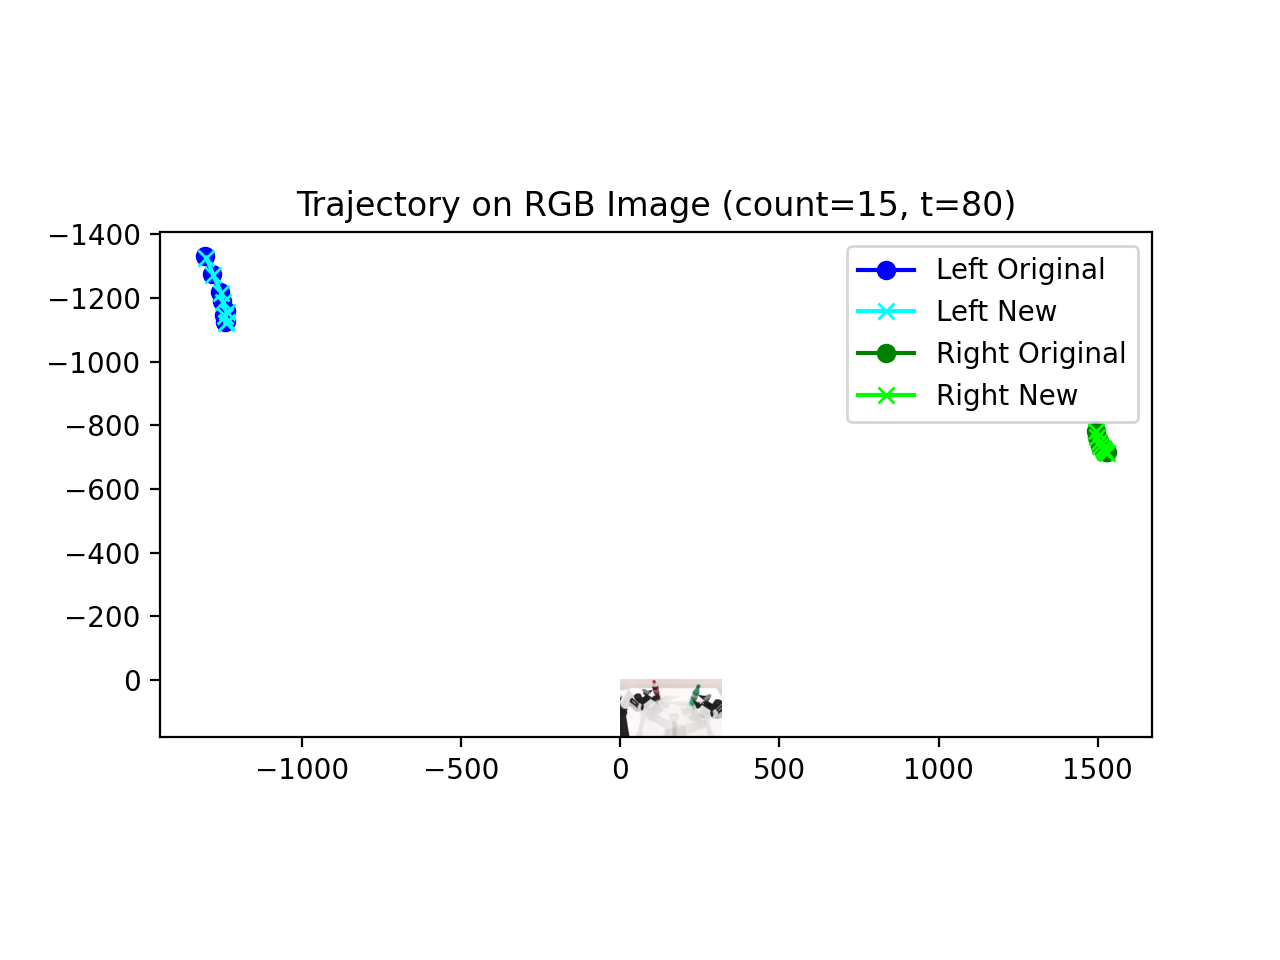 Trajectory on RGB Image (count=15, t=80)
−1400
−1200
−1000
−800
−600
−400
−200
0
−1000
−500
0
500
1000
1500
Left Original
Left New
Right Original
Right New